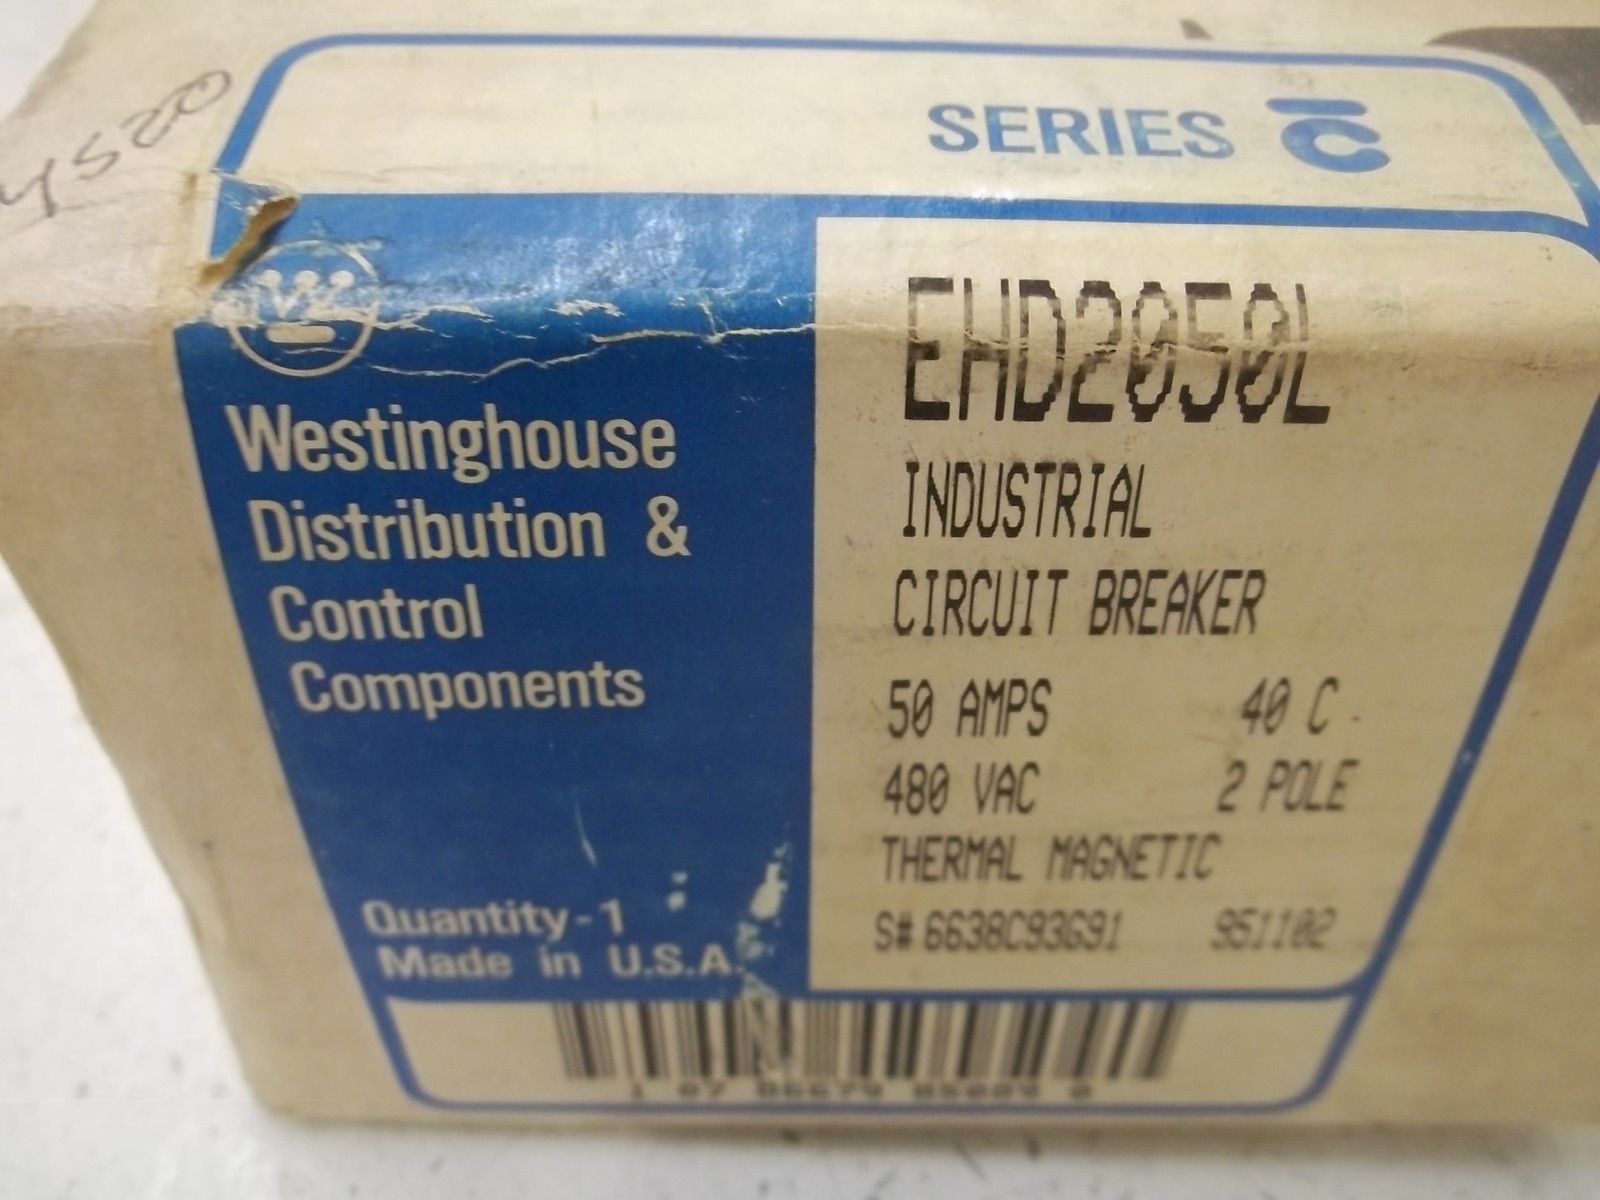 4520
SERIES C
W
EHD2050L
Westinghouse
Distribution &
Control
Components
INDUSTRIAL
CIRCUIT BREAKER
50 AMPS 40 C
480 VAC 2 POLE
THERMAL MAGNETIC
S# 6638C93G91 951102
Quantity-1
Made in U.S.A.